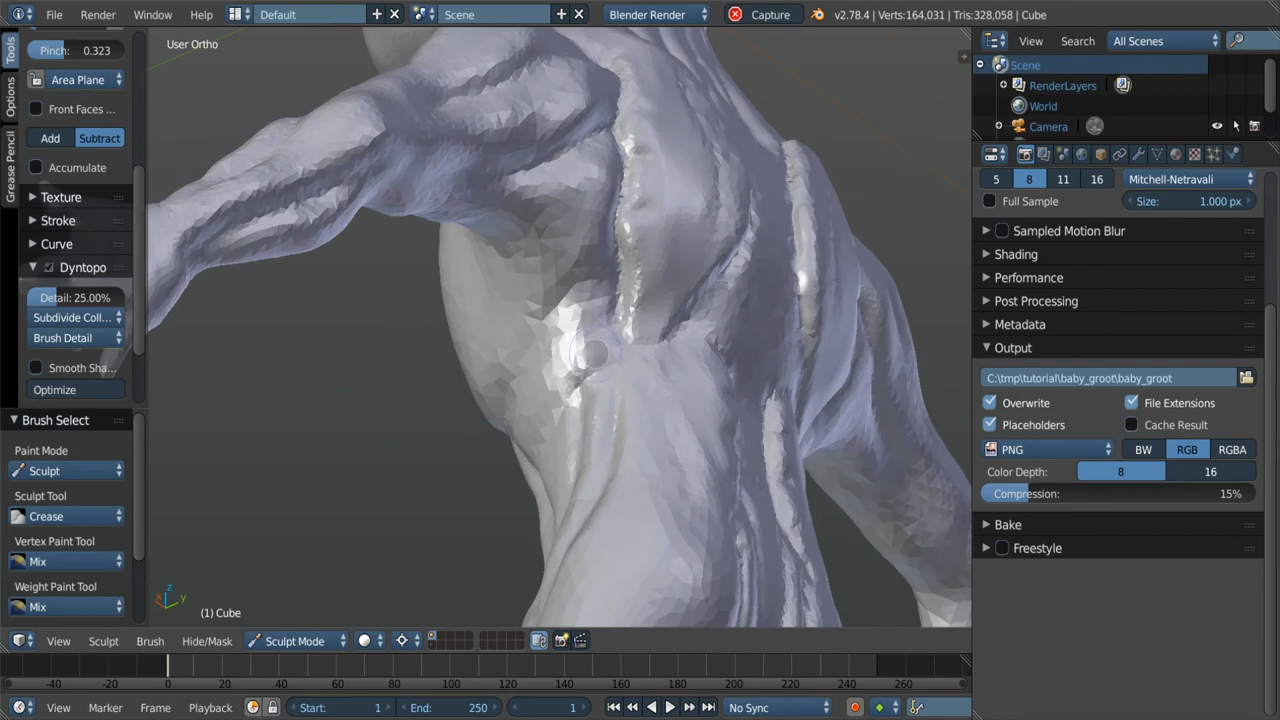 File Render Window Help Default Scene Blender Render Capture v2.78.4 | Verts:164,031 | Tris:328,058 | Cube
Tools
Options
Grease Pencil
Pinch: 0.323
Area Plane
Front Faces ...
Add Subtract
Accumulate
Texture
Stroke
Curve
Dyntopo
Detail: 25.00%
Subdivide Coll...
Brush Detail
Smooth Sha...
Optimize
Brush Select
Paint Mode
Sculpt
Sculpt Tool
Crease
Vertex Paint Tool
Mix
Weight Paint Tool
Mix
User Ortho
z
x y
(1) Cube
View Search All Scenes
Scene
RenderLayers
World
Camera
5 8 11 16 Mitchell-Netravali
Full Sample Size: 1.000 px
Sampled Motion Blur
Shading
Performance
Post Processing
Metadata
Output
C:\tmp\tutorial\baby_groot\baby_groot
Overwrite File Extensions
Placeholders Cache Result
PNG BW RGB RGBA
Color Depth: 8 16
Compression: 15%
Bake
Freestyle
View Sculpt Brush Hide/Mask Sculpt Mode
-40 -20 0 20 40 60 80 100 120 140 160 180 200 220 240 260
View Marker Frame Playback Start: 1 End: 250 1 No Sync